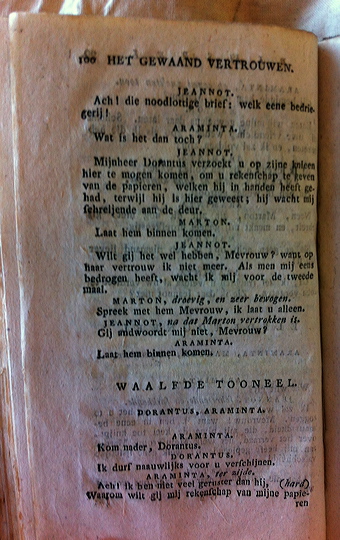 100 HET GEWAAND VERTROUWEN.
JEANNOT.
Ach! die noodlottige brief: welk eene bedrie-
gerij!
ARAMINTA.
Wat is het dan toch?
JEANNOT.
Mijnheer Dorantus verzoekt u op zijne knieen
hier te mogen komen, om u rekenschap te geven
van de papieren, welken hij in handen heeft ge-
had, terwijl hij is hier geweest; hij wacht mij
schreijende aan de deur.
MARTON.
Laat hem binnen komen.
JEANNOT.
Wilt gij het wel hebben, Mevrouw? want op
haar vertrouw ik niet meer. Als men mij eens
bedrogen heeft, wacht ik mij voor de tweede
maal.
MARTON, droevig, en zeer bewogen.
Spreek met hem Mevrouw, ik laat u alleen.
JEANNOT, na dat Marton vertrokken is.
Gij andwoordt mij niet, Mevrouw?
ARAMINTA.
Laat hem binnen komen.
WAALFDE TOONEEL.
DORANTUS, ARAMINTA.
ARAMINTA.
Kom nader, Dorantus.
DORANTUS.
Ik durf naauwlijks voor u verschijnen.
ARAMINTA, ter zijde.
Ach! ik ben niet veel geruster dan hij. (hard)
Waarom wilt gij mij rekenschap van mijne papie-
ren